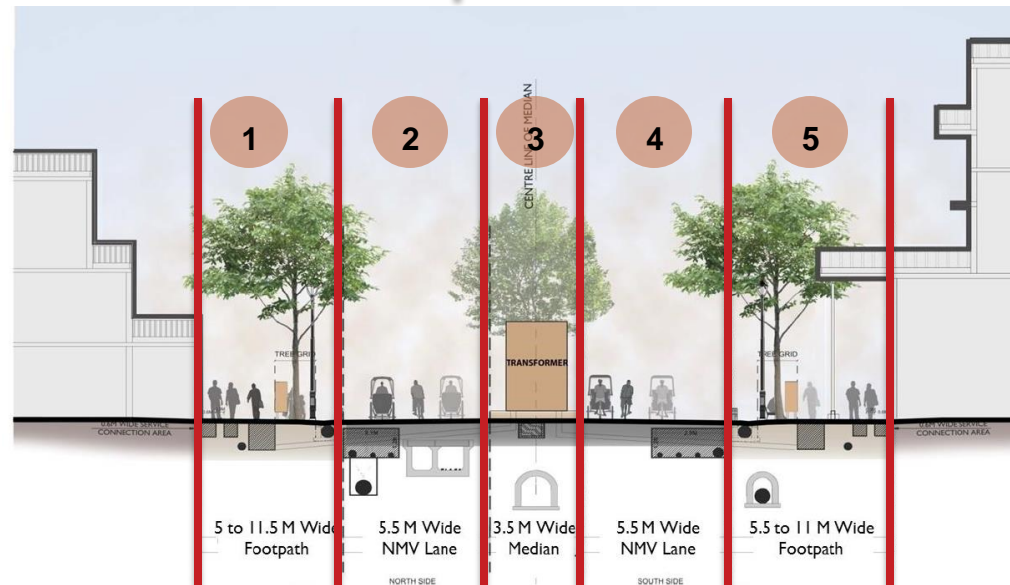 1
2
3
4
5
CENTRE LINE OF MEDIAN
TREE GRID
TRANSFORMER
TREE GRID
0.6M WIDE SERVICE
CONNECTION AREA
0.6M WIDE SERVICE
CONNECTION AREA
5 to 11.5 M Wide
Footpath
5.5 M Wide
NMV Lane
3.5 M Wide
Median
5.5 M Wide
NMV Lane
5.5 to 11 M Wide
Footpath
NORTH SIDE
SOUTH SIDE